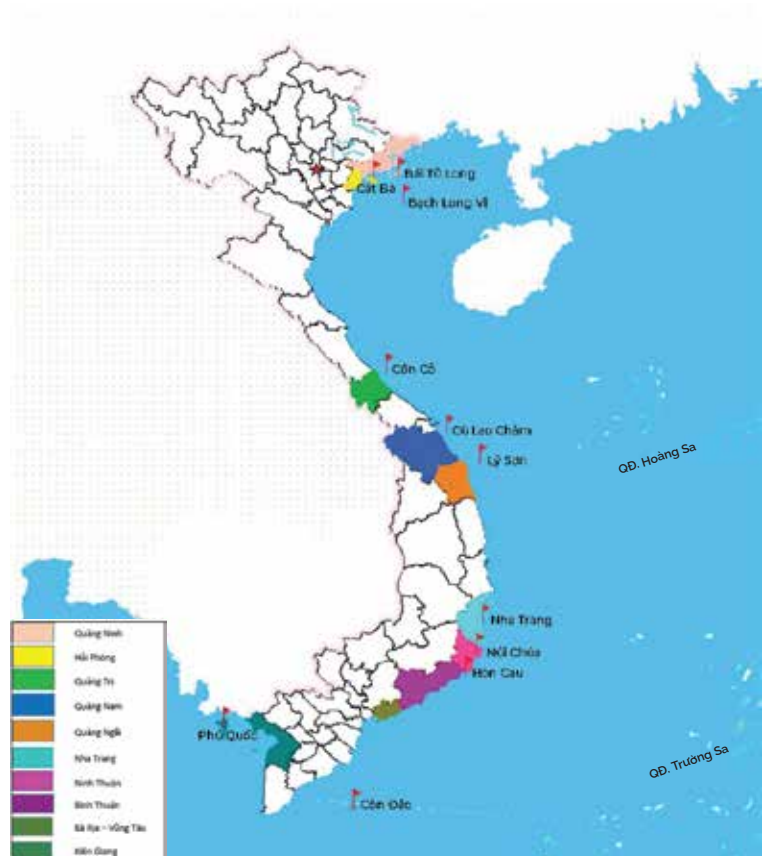 Bái Tử Long
Cát Bà
Bạch Long Vĩ
Cồn Cỏ
Cù Lao Chàm
Lý Sơn
QĐ. Hoàng Sa
Nha Trang
Núi Chúa
Hòn Cau
Phú Quốc
QĐ. Trường Sa
Côn Đảo
Quảng Ninh
Hải Phòng
Quảng Trị
Quảng Nam
Quảng Ngãi
Nha Trang
Ninh Thuận
Bình Thuận
Bà Rịa – Vũng Tàu
Kiên Giang